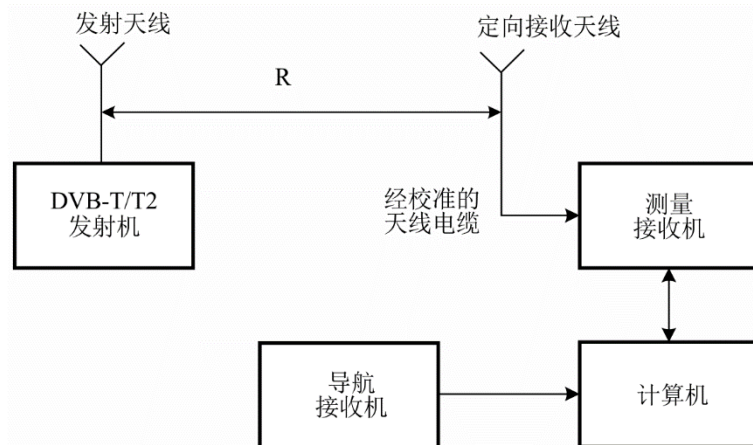 发射天线
定向接收天线
R
DVB-T/T2
发射机
经校准的
天线电缆
测量
接收机
导航
接收机
计算机